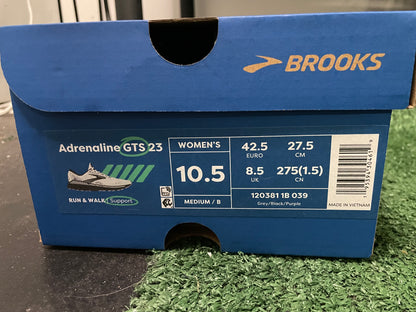 BROOKS
Adrenaline GTS 23
RUN & WALK Support
WOMEN'S
10.5
MEDIUM / B
42.5
EURO
27.5
CM
8.5
UK
275(1.5)
CN
120381 1B 039
Grey/Black/Purple
MADE IN VIETNAM